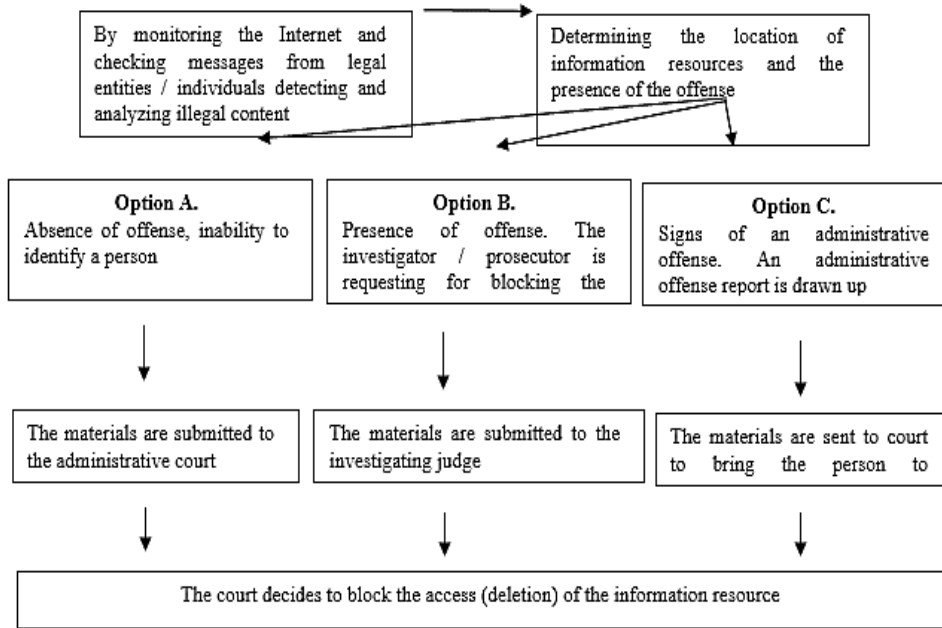 By monitoring the Internet and
checking messages from legal
entities / individuals detecting and
analyzing illegal content
Determining the location of
information resources and the
presence of the offense
Option A.
Absence of offense, inability to
identify a person
Option B.
Presence of offense. The
investigator / prosecutor is
requesting for blocking the
Option C.
Signs of an administrative
offense. An administrative
offense report is drawn up
The materials are submitted to
the administrative court
The materials are submitted to the
investigating judge
The materials are sent to court
to bring the person to
The court decides to block the access (deletion) of the information resource